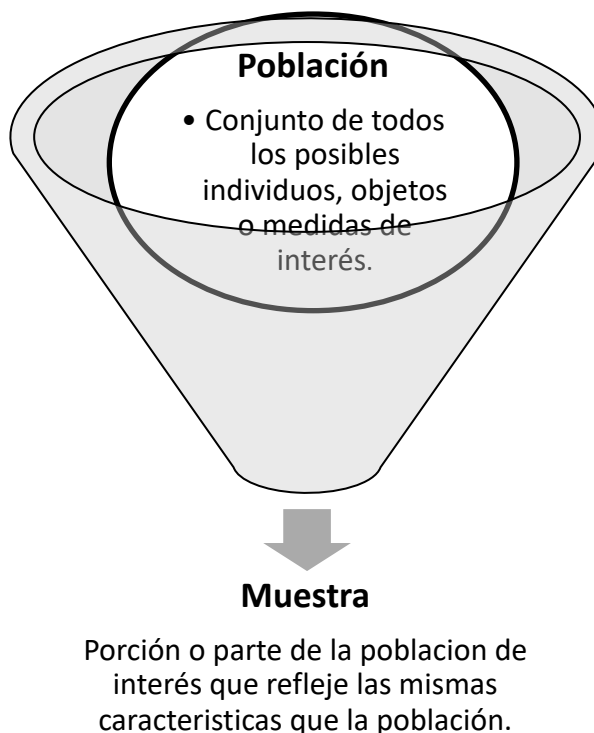 Población
• Conjunto de todos
los posibles
individuos, objetos
o medidas de
interés.
Muestra
Porción o parte de la poblacion de
interés que refleje las mismas
caracteristicas que la población.